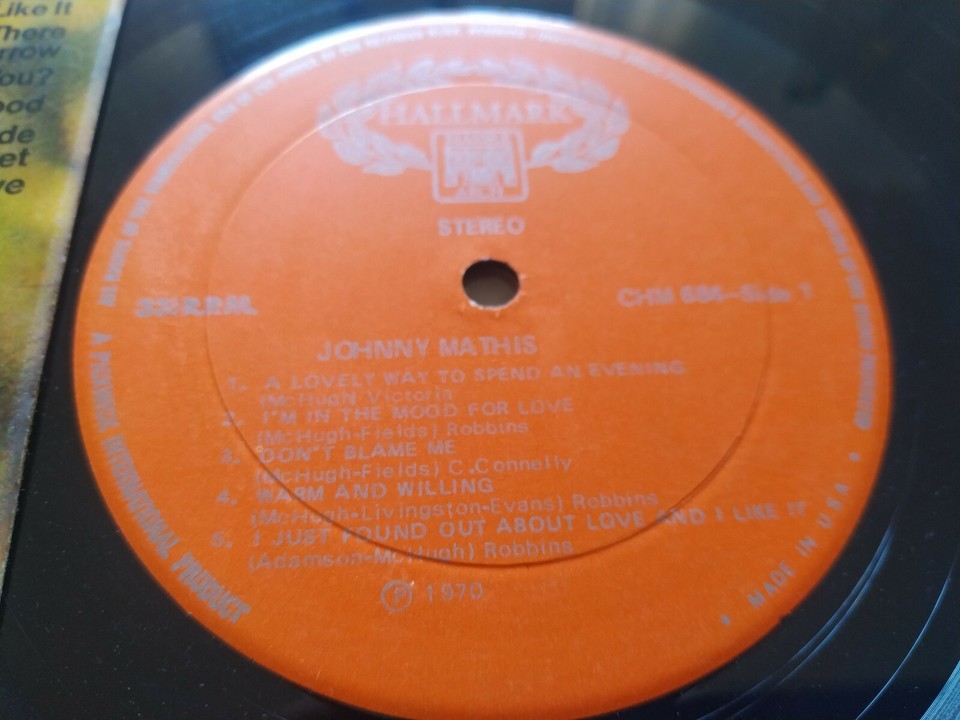 Like It
There
rrow
You?
ood
de
et
ve
HALLMARK
STEREO
33⅓ R.P.M.
CHM 684-Side 1
JOHNNY MATHIS
1. A LOVELY WAY TO SPEND AN EVENING
(McHugh Victoria
2. I'M IN THE MOOD FOR LOVE
(McHugh-Fields) Robbins
3. DON'T BLAME ME
(McHugh-Fields) C.Connelly
4. WARM AND WILLING
(McHugh-Livingston-Evans) Robbins
5. I JUST FOUND OUT ABOUT LOVE AND I LIKE IT
(Adamson-McHugh) Robbins
Ⓟ 1970
A PICKWICK INTERNATIONAL PRODUCT
• MADE IN U.S.A. •